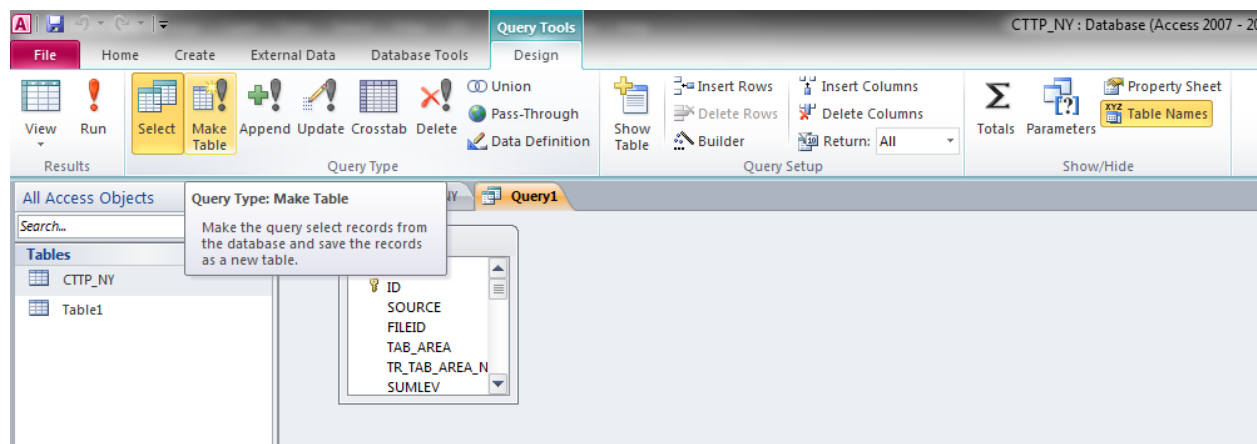 A
Query Tools
CTTP_NY : Database (Access 2007 - 20
File Home Create External Data Database Tools Design
View
Run
Select
Make
Table
Append
Update
Crosstab
Delete
Union
Pass-Through
Data Definition
Show
Table
Insert Rows
Delete Rows
Builder
Insert Columns
Delete Columns
Return: All
Totals
Parameters
Property Sheet
XYZ
Table Names
Results
Query Type
Query Setup
Show/Hide
All Access Objects
Search...
Tables
CTTP_NY
Table1
Query Type: Make Table
Make the query select records from
the database and save the records
as a new table.
NY
Query1
ID
SOURCE
FILEID
TAB_AREA
TR_TAB_AREA_N
SUMLEV